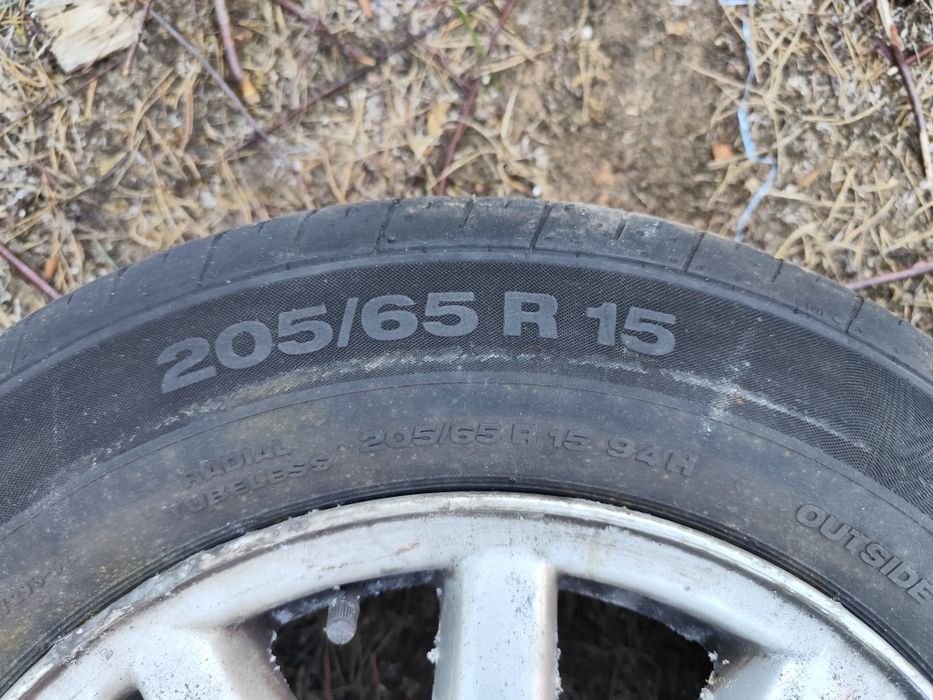 205/65 R 15
RADIAL
TUBELESS
205/65 R 15 94H
OUTSIDE